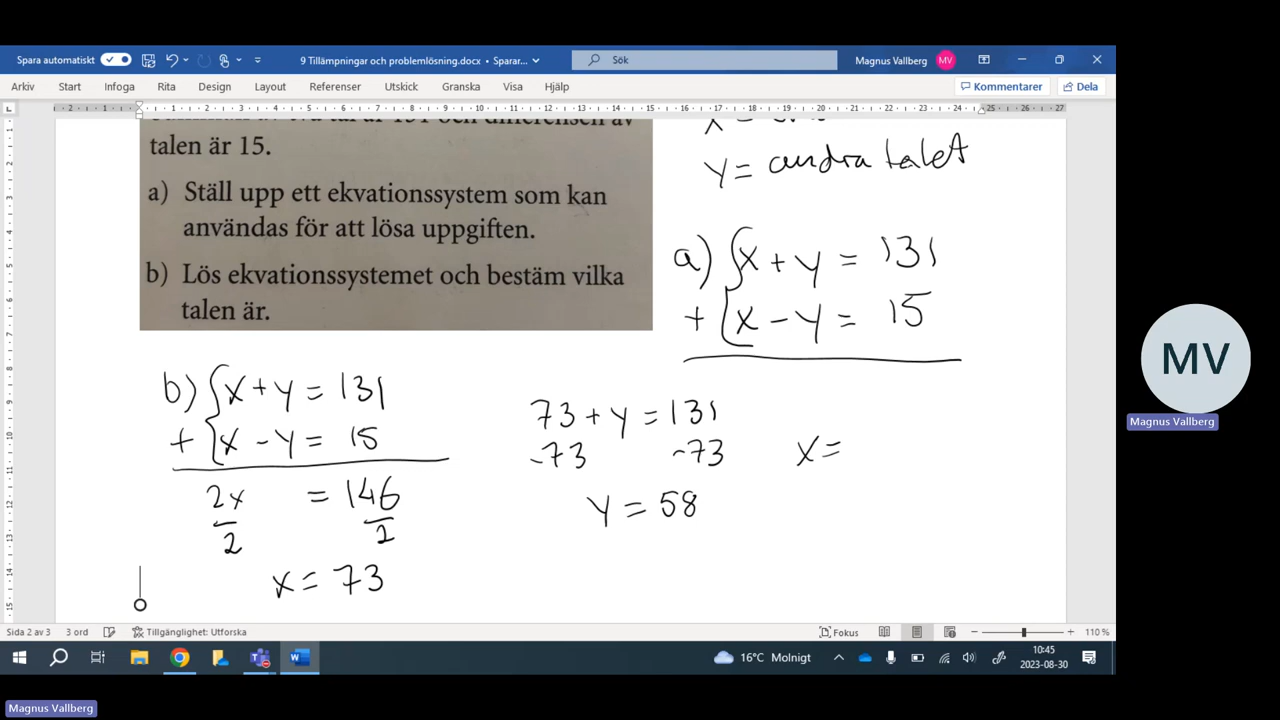 Spara automatiskt
9 Tillämpningar och problemlösning.docx • Sparar...
Sök
Magnus Vallberg
MV
Arkiv Start Infoga Rita Design Layout Referenser Utskick Granska Visa Hjälp
Kommentarer
Dela
talen är 15.
a) Ställ upp ett ekvationssystem som kan
användas för att lösa uppgiften.
b) Lös ekvationssystemet och bestäm vilka
talen är.
y = andra talet
a) { x + y = 131
+ { x - y = 15
b) { x + y = 131
+ { x - y = 15
2x = 146
2 2
x = 73
73 + y = 131
-73 -73
y = 58
x =
MV
Magnus Vallberg
Sida 2 av 3
3 ord
Tillgänglighet: Utforska
Fokus
110 %
16°C Molnigt
10:45
2023-08-30
Magnus Vallberg